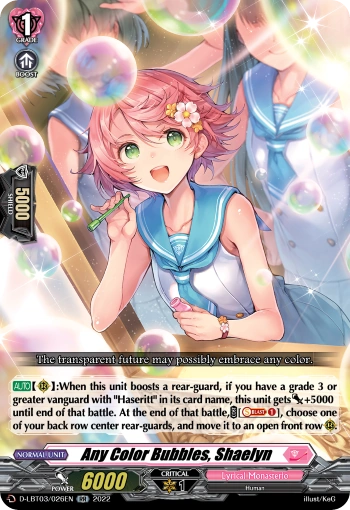 1
GRADE
BOOST
5000
SHIELD
The transparent future may possibly embrace any color.
AUTO [ ]:When this unit boosts a rear-guard, if you have a grade 3 or
greater vanguard with "Haseritt" in its card name, this unit gets +5000
until end of that battle. At the end of that battle, [ BLAST 1 ], choose one
of your back row center rear-guards, and move it to an open front row .
NORMAL UNIT
Any Color Bubbles, Shaelyn
Lyrical Monasterio
Human
POWER
6000
CRITICAL
1
D-LBT03/026EN RR 2022
illust/KeG